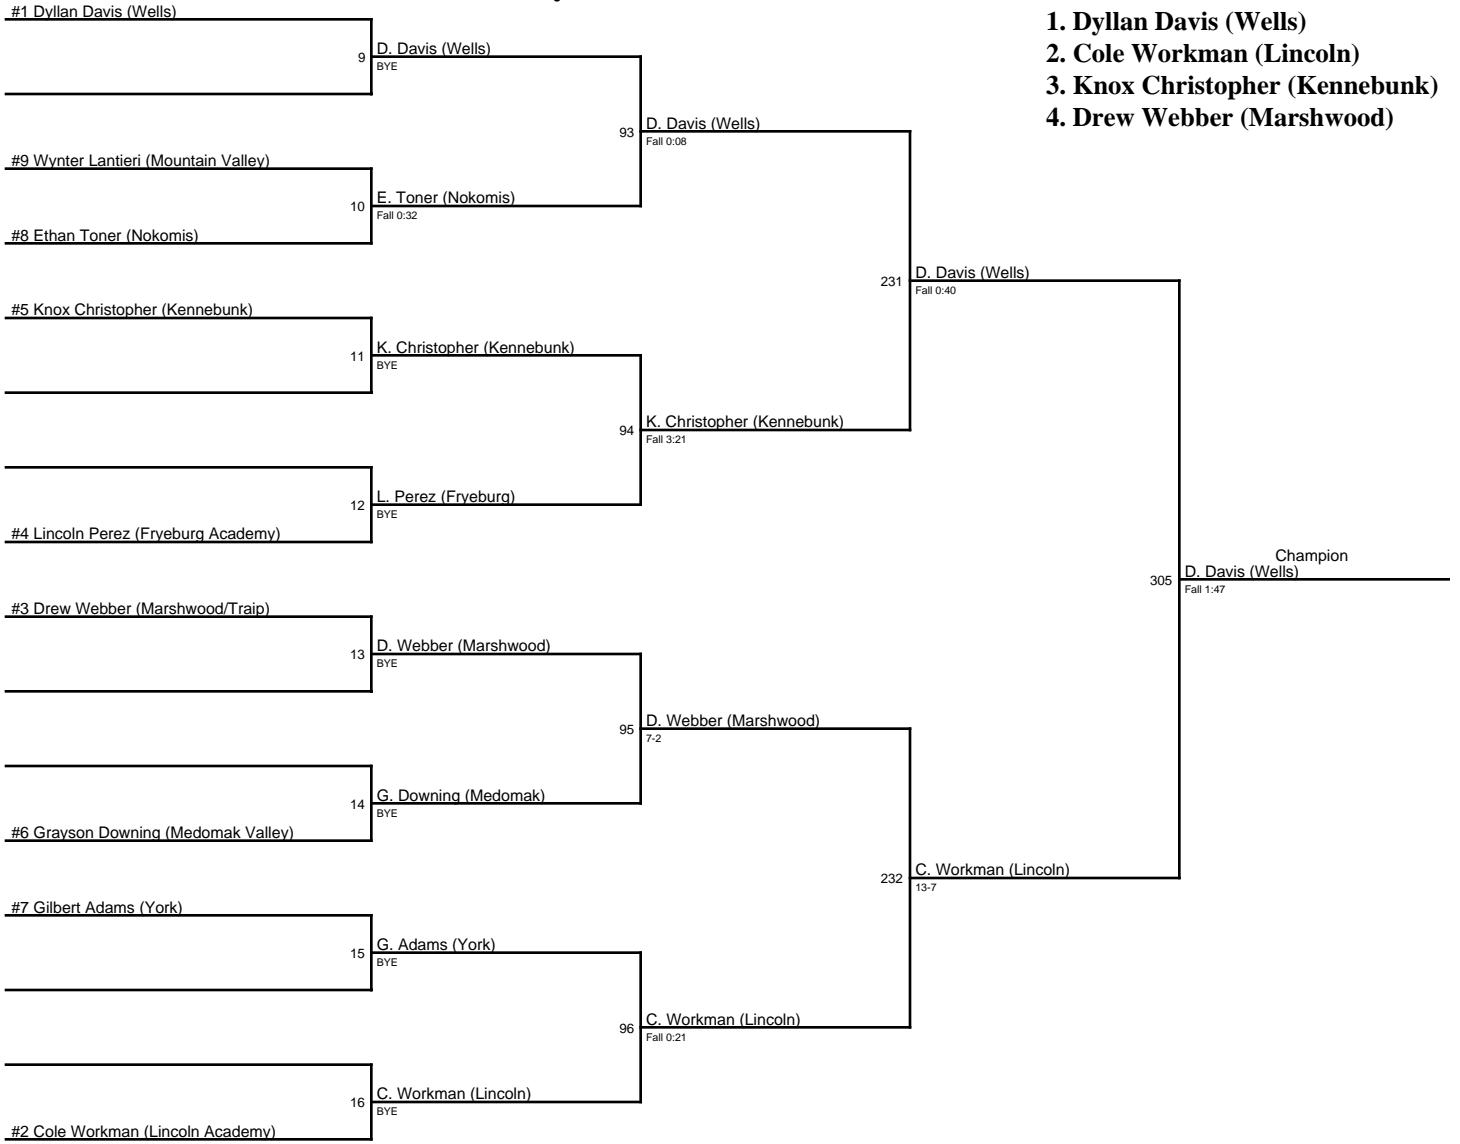 #1 Dyllan Davis (Wells)
1. Dyllan Davis (Wells)
2. Cole Workman (Lincoln)
3. Knox Christopher (Kennebunk)
4. Drew Webber (Marshwood)
9
D. Davis (Wells)
BYE
93
D. Davis (Wells)
Fall 0:08
#9 Wynter Lantieri (Mountain Valley)
10
E. Toner (Nokomis)
Fall 0:32
#8 Ethan Toner (Nokomis)
231
D. Davis (Wells)
Fall 0:40
#5 Knox Christopher (Kennebunk)
11
K. Christopher (Kennebunk)
BYE
94
K. Christopher (Kennebunk)
Fall 3:21
12
L. Perez (Fryeburg)
BYE
#4 Lincoln Perez (Fryeburg Academy)
Champion
305
D. Davis (Wells)
Fall 1:47
#3 Drew Webber (Marshwood/Traip)
13
D. Webber (Marshwood)
BYE
95
D. Webber (Marshwood)
7-2
14
G. Downing (Medomak)
BYE
#6 Grayson Downing (Medomak Valley)
232
C. Workman (Lincoln)
13-7
#7 Gilbert Adams (York)
15
G. Adams (York)
BYE
96
C. Workman (Lincoln)
Fall 0:21
16
C. Workman (Lincoln)
BYE
#2 Cole Workman (Lincoln Academy)